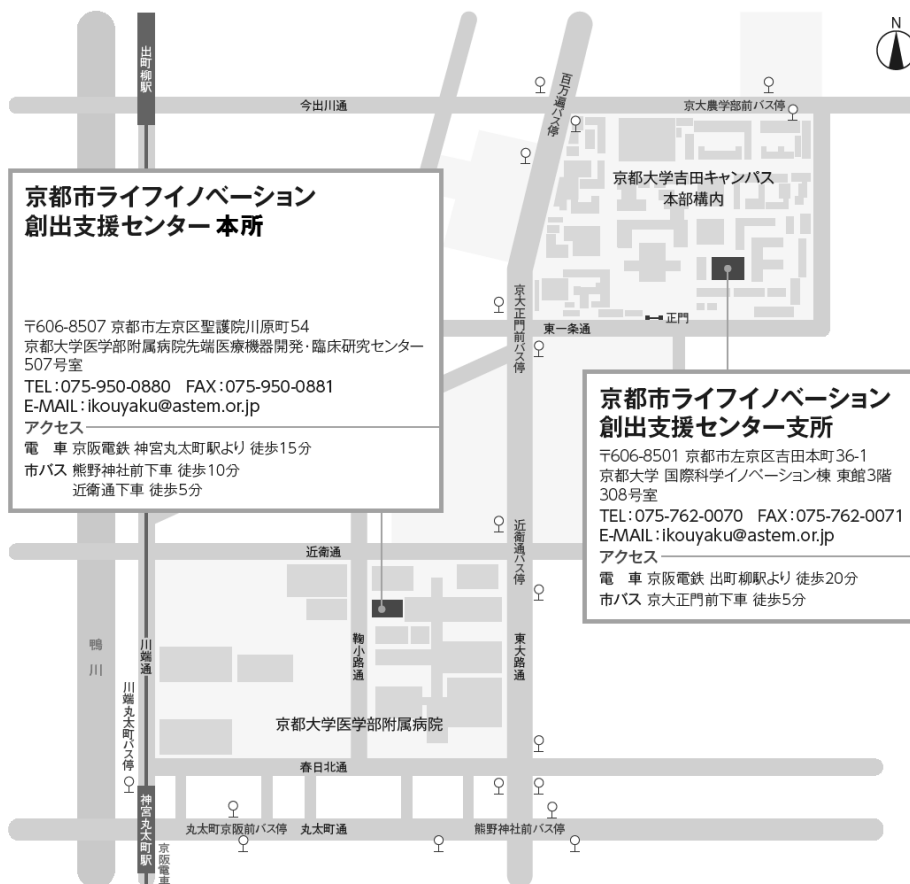 N
出町柳駅
今出川通
百万遍バス停
京大農学部前バス停
京都大学吉田キャンパス
本部構内
京都市ライフイノベーション
創出支援センター 本所
〒606-8507 京都市左京区聖護院川原町54
京都大学医学部附属病院先端医療機器開発・臨床研究センター
507号室
TEL:075-950-0880 FAX:075-950-0881
E-MAIL:ikouyaku@astem.or.jp
アクセス
電 車 京阪電鉄 神宮丸太町駅より 徒歩15分
市バス 熊野神社前下車 徒歩10分
近衛通下車 徒歩5分
京大正門前バス停
正門
東一条通
京都市ライフイノベーション
創出支援センター支所
〒606-8501 京都市左京区吉田本町36-1
京都大学 国際科学イノベーション棟 東館3階
308号室
TEL:075-762-0070 FAX:075-762-0071
E-MAIL:ikouyaku@astem.or.jp
アクセス
電 車 京阪電鉄 出町柳駅より 徒歩20分
市バス 京大正門前下車 徒歩5分
近衛通
近衛通バス停
鴨川
川端通
川端丸太町バス停
鞠小路通
東大路通
京都大学医学部附属病院
春日北通
神宮丸太町駅
京阪電車
丸太町京阪前バス停
丸太町通
熊野神社前バス停